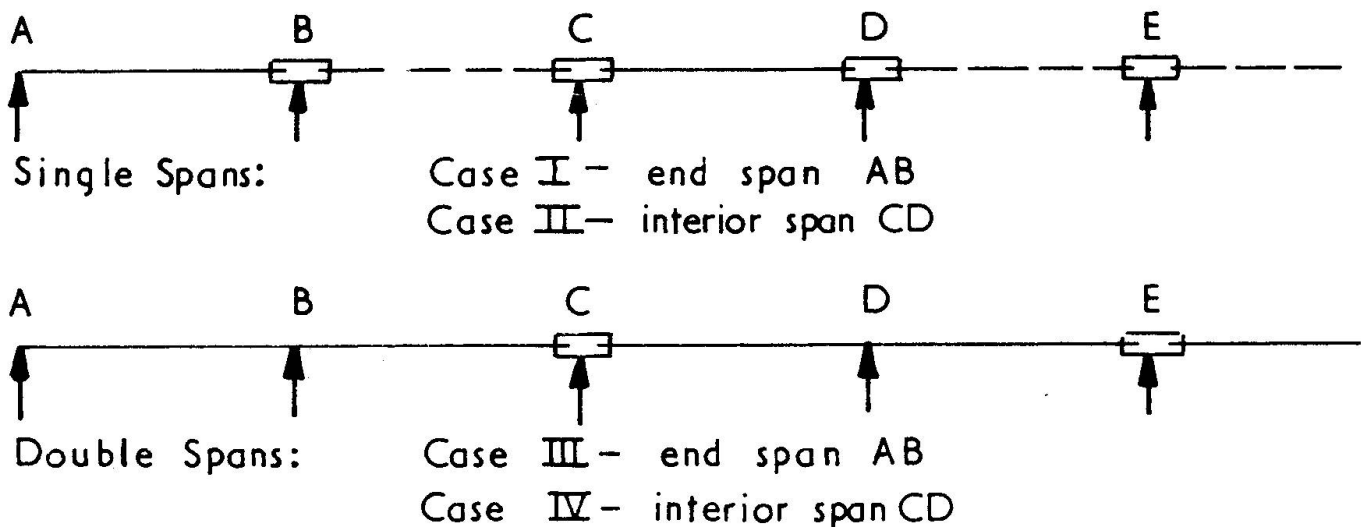 A B C D E
Single Spans: Case I - end span AB
Case II - interior span CD
A B C D E
Double Spans: Case III - end span AB
Case IV - interior span CD